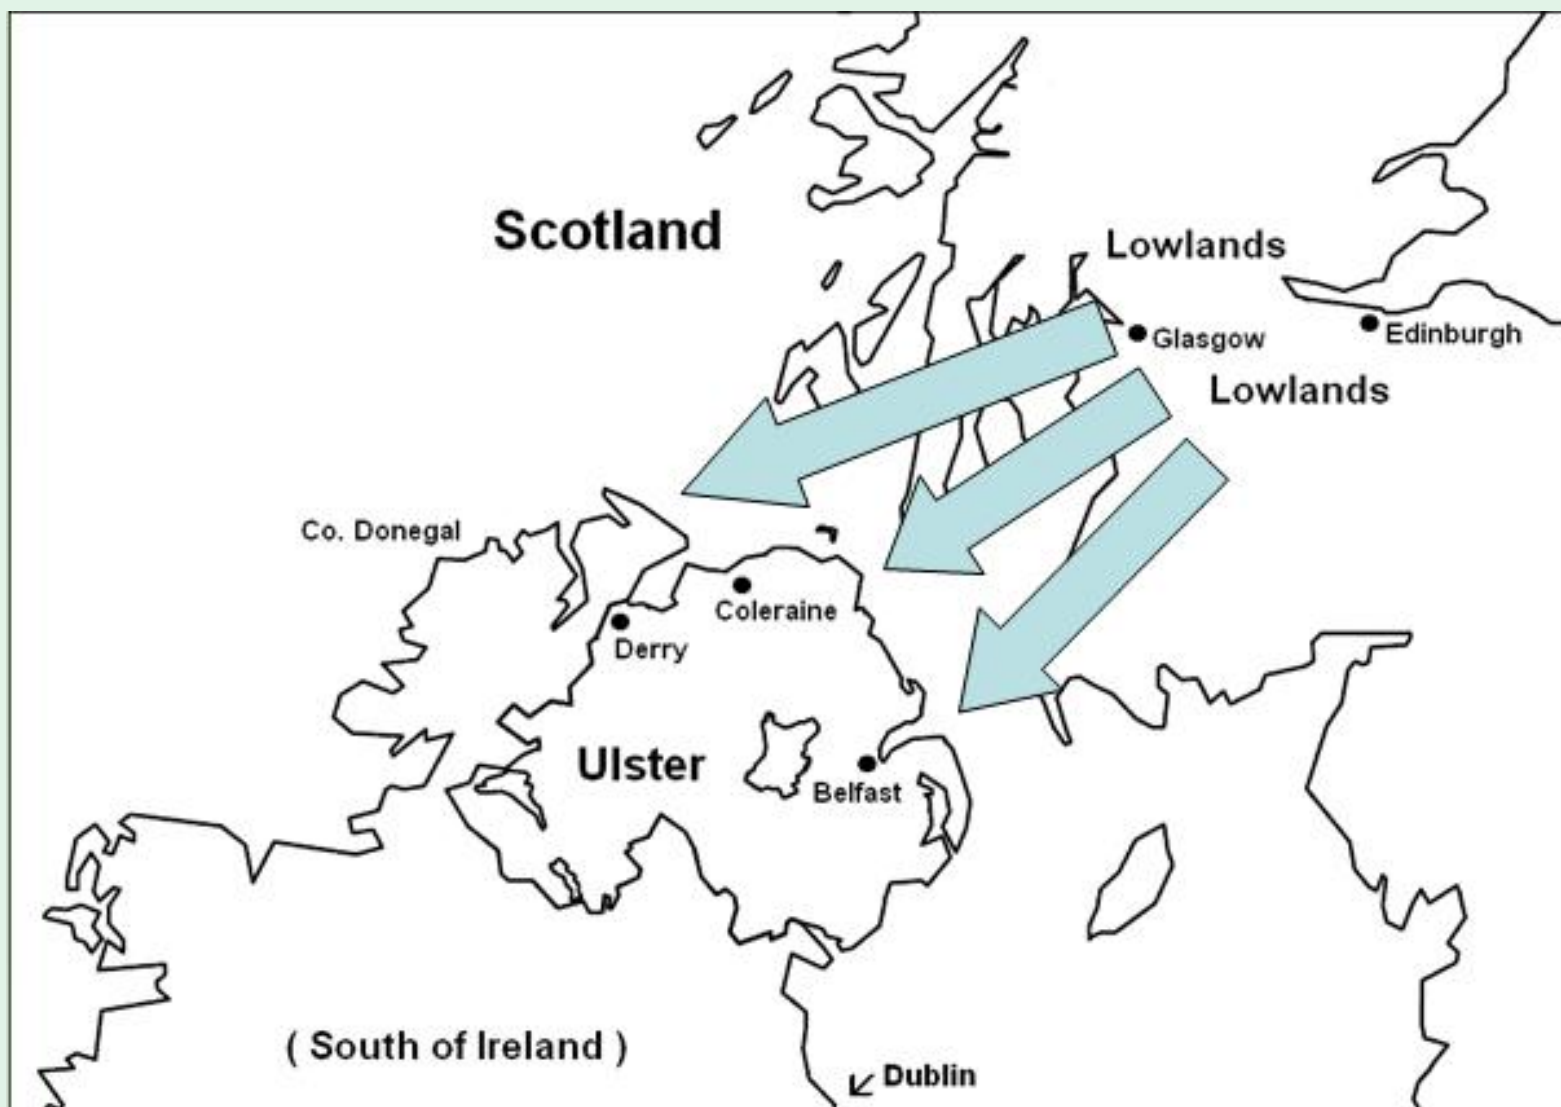 Scotland
Lowlands
Glasgow
Edinburgh
Lowlands
Co. Donegal
Coleraine
Derry
Ulster
Belfast
( South of Ireland )
Dublin